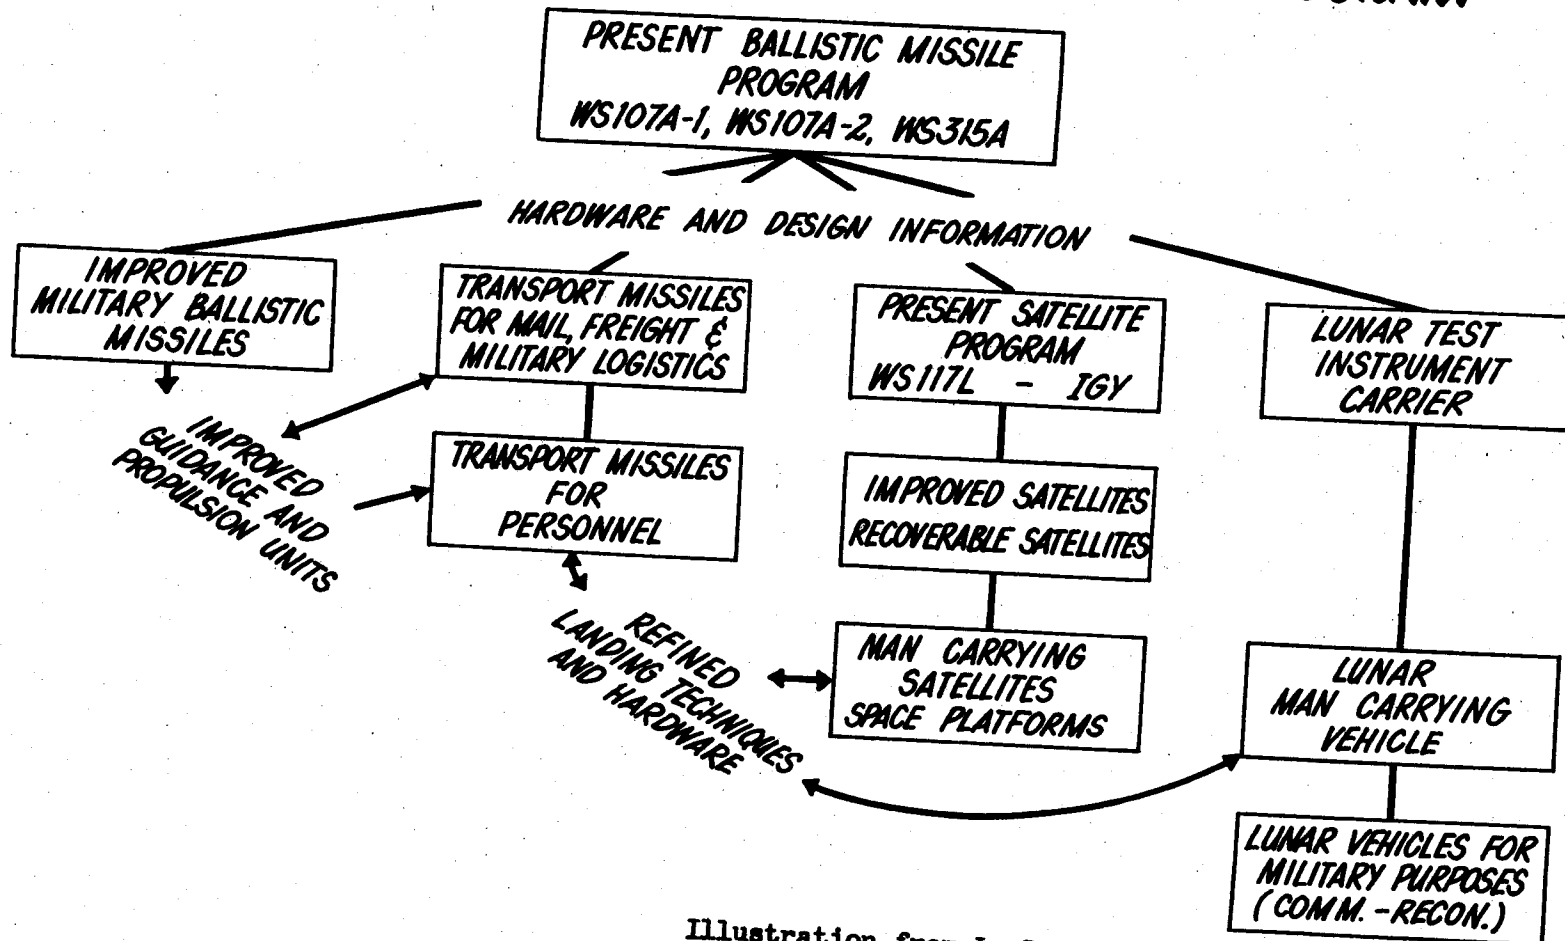 PRESENT BALLISTIC MISSILE
PROGRAM
WS107A-1, WS107A-2, WS315A
HARDWARE AND DESIGN INFORMATION
IMPROVED
MILITARY BALLISTIC
MISSILES
TRANSPORT MISSILES
FOR MAIL, FREIGHT &
MILITARY LOGISTICS
PRESENT SATELLITE
PROGRAM
WS117L - IGY
LUNAR TEST
INSTRUMENT
CARRIER
IMPROVED
GUIDANCE AND
PROPULSION UNITS
TRANSPORT MISSILES
FOR
PERSONNEL
IMPROVED SATELLITES
RECOVERABLE SATELLITES
REFINED
LANDING TECHNIQUES
AND HARDWARE
MAN CARRYING
SATELLITES
SPACE PLATFORMS
LUNAR
MAN CARRYING
VEHICLE
LUNAR VEHICLES FOR
MILITARY PURPOSES
(COMM.-RECON.)
Illustration from